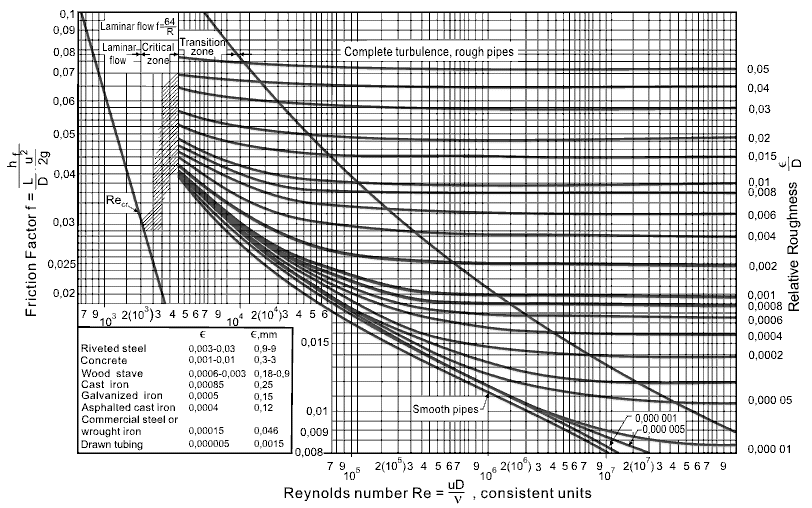 0,1
0,09
0,08
0,07
0,06
0,05
0,04
0,03
0,025
0,02
Friction Factor f = h f / L/D · u² / 2g
Laminar flow f= 64/R
Laminar flow
Critical zone
Transition zone
Complete turbulence, rough pipes
Re cr
0,05
0,04
0,03
0,02
0,015
0,01
0,008
0,006
0,004
0,002
0,001
0,0008
0,0006
0,0004
0,0002
0,000 05
0,000 01
Relative Roughness ϵ/D
7 9 10³ 2(10³) 3 4 5 6 7 9 10⁴ 2(10⁴) 3 4 5 6
0,015
0,01
0,009
0,008
Smooth pipes
0,000 001
0,000 005
ϵ ϵ,mm
Riveted steel 0,003-0,03 0,9-9
Concrete 0,001-0,01 0,3-3
Wood stave 0,0006-0,003 0,18-0,9
Cast iron 0,00085 0,25
Galvanized iron 0,0005 0,15
Asphalted cast iron 0,0004 0,12
Commercial steel or
wrought iron 0,00015 0,046
Drawn tubing 0,000005 0,0015
7 9 10⁵ 2(10⁵) 3 4 5 6 7 9 10⁶ 2(10⁶) 3 4 5 6 7 9 10⁷ 2(10⁷) 3 4 5 6 7 9
Reynolds number Re = uD/ν , consistent units